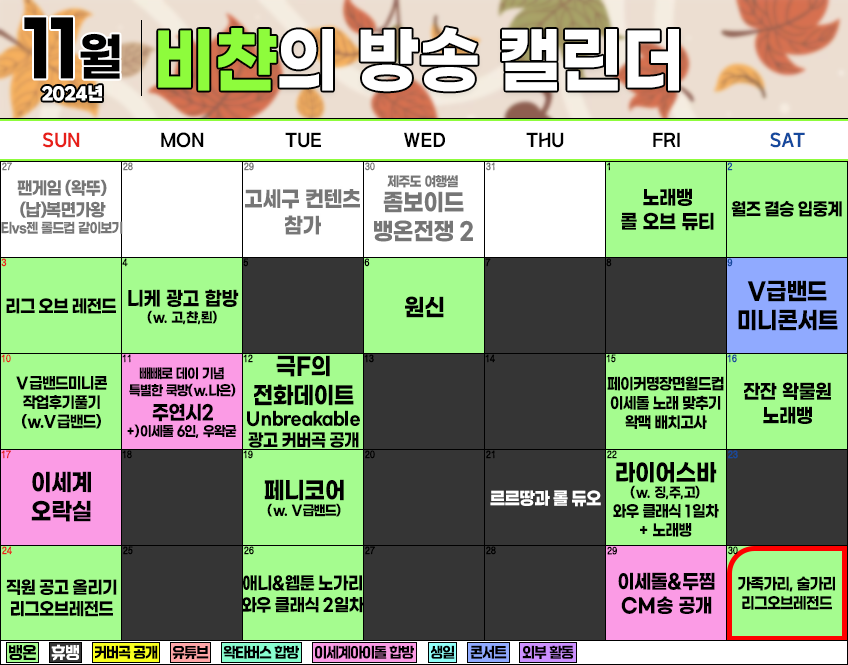 11월
2024년
비챤의 방송 캘린더
SUN MON TUE WED THU FRI SAT
27 28 29 30 31 1 2
팬게임 (왁뚜)
(납)복면가왕
El vs젠 롤드컵 같이보기
고세구 컨텐츠
참가
제주도 여행썰
좀보이드
뱅온전쟁 2
노래뱅
콜 오브 듀티
월즈 결승 입중계
3 4 5 6 7 8 9
리그 오브 레전드
니케 광고 합방
(w. 고,챤,뢴)
원신
V급밴드
미니콘서트
10 11 12 13 14 15 16
V급밴드미니콘
작업후기풀기
(w.V급밴드)
빼빼로 데이 기념
특별한 쿡방(w.나은)
주연시2
+)이세돌 6인, 우왁굳
극F의
전화데이트
Unbreakable
광고 커버곡 공개
페이커명장면월드컵
이세돌 노래 맞추기
왁맥 배치고사
잔잔 왁물원
노래뱅
17 18 19 20 21 22 23
이세계
오락실
페니코어
(w. V급밴드)
르르땅과 롤 듀오
라이어스바
(w. 징,주,고)
와우 클래식 1일차
+ 노래뱅
24 25 26 27 28 29 30
직원 공고 올리기
리그오브레전드
애니&웹툰 노가리
와우 클래식 2일차
이세돌&두찜
CM송 공개
가족가리, 술가리
리그오브레전드
뱅온 휴뱅 커버곡 공개 유튜브 왁타버스 합방 이세계아이돌 합방 생일 콘서트 외부 활동